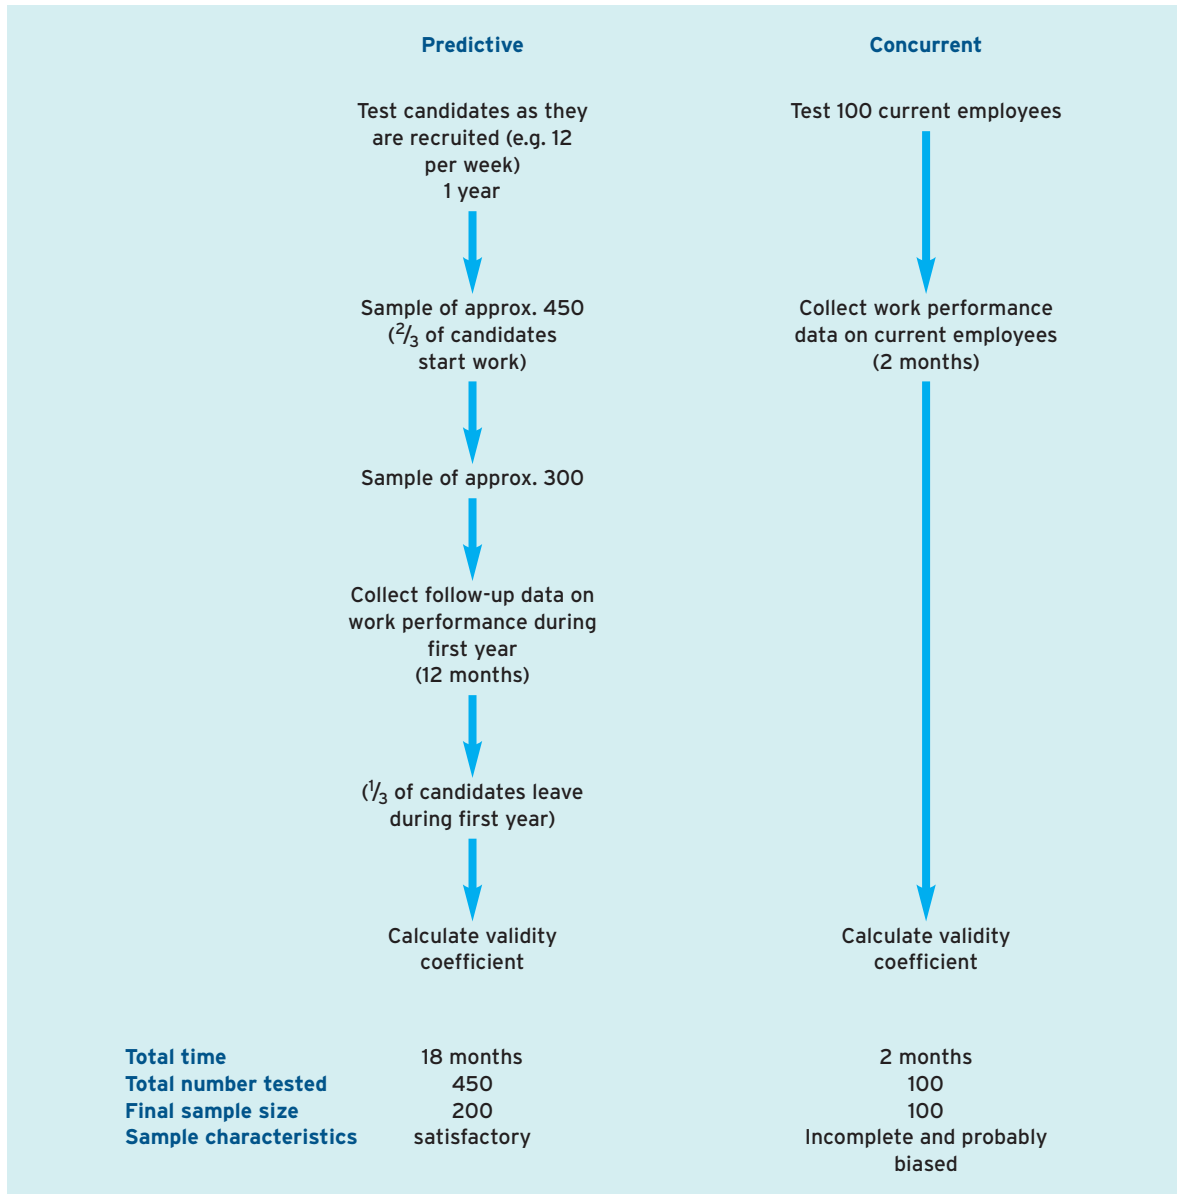 Predictive
Test candidates as they
are recruited (e.g. 12
per week)
1 year
Sample of approx. 450
(2/3 of candidates
start work)
Sample of approx. 300
Collect follow-up data on
work performance during
first year
(12 months)
(1/3 of candidates leave
during first year)
Calculate validity
coefficient
Concurrent
Test 100 current employees
Collect work performance
data on current employees
(2 months)
Calculate validity
coefficient
Total time 18 months 2 months
Total number tested 450 100
Final sample size 200 100
Sample characteristics satisfactory Incomplete and probably
biased